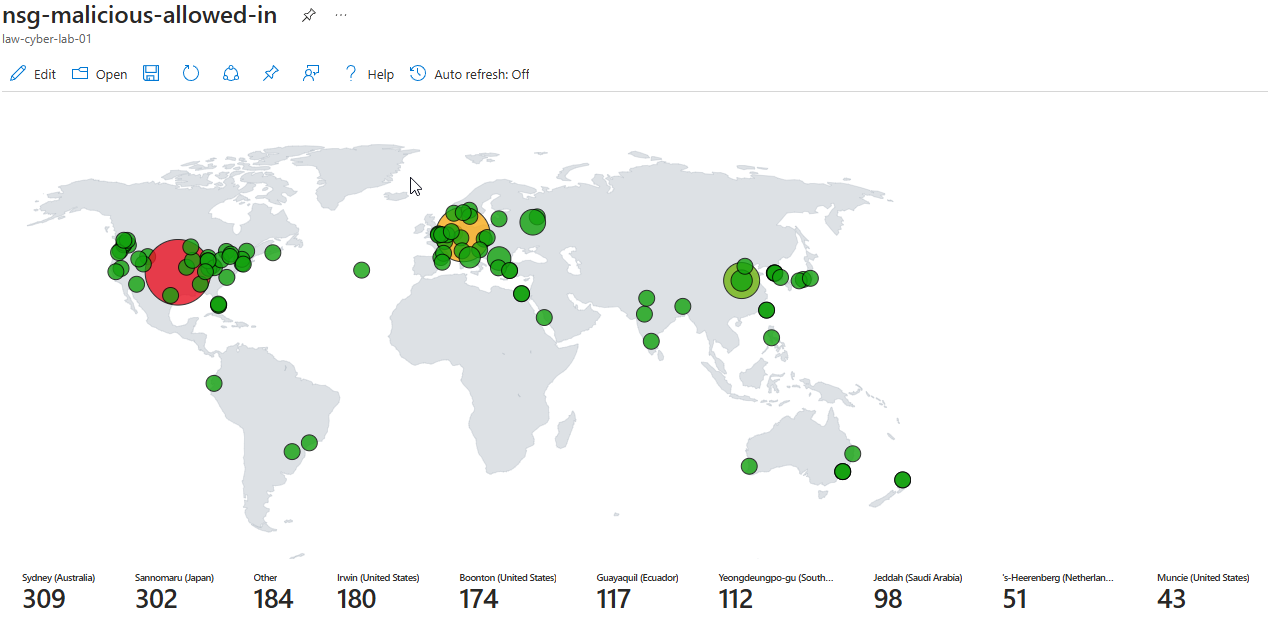 nsg-malicious-allowed-in ...
law-cyber-lab-01
Edit Open Help Auto refresh: Off
Sydney (Australia) Sannomaru (Japan) Other Irwin (United States) Boonton (United States) Guayaquil (Ecuador) Yeongdeungpo-gu (South... Jeddah (Saudi Arabia) 's-Heerenberg (Netherlan... Muncie (United States)
309 302 184 180 174 117 112 98 51 43